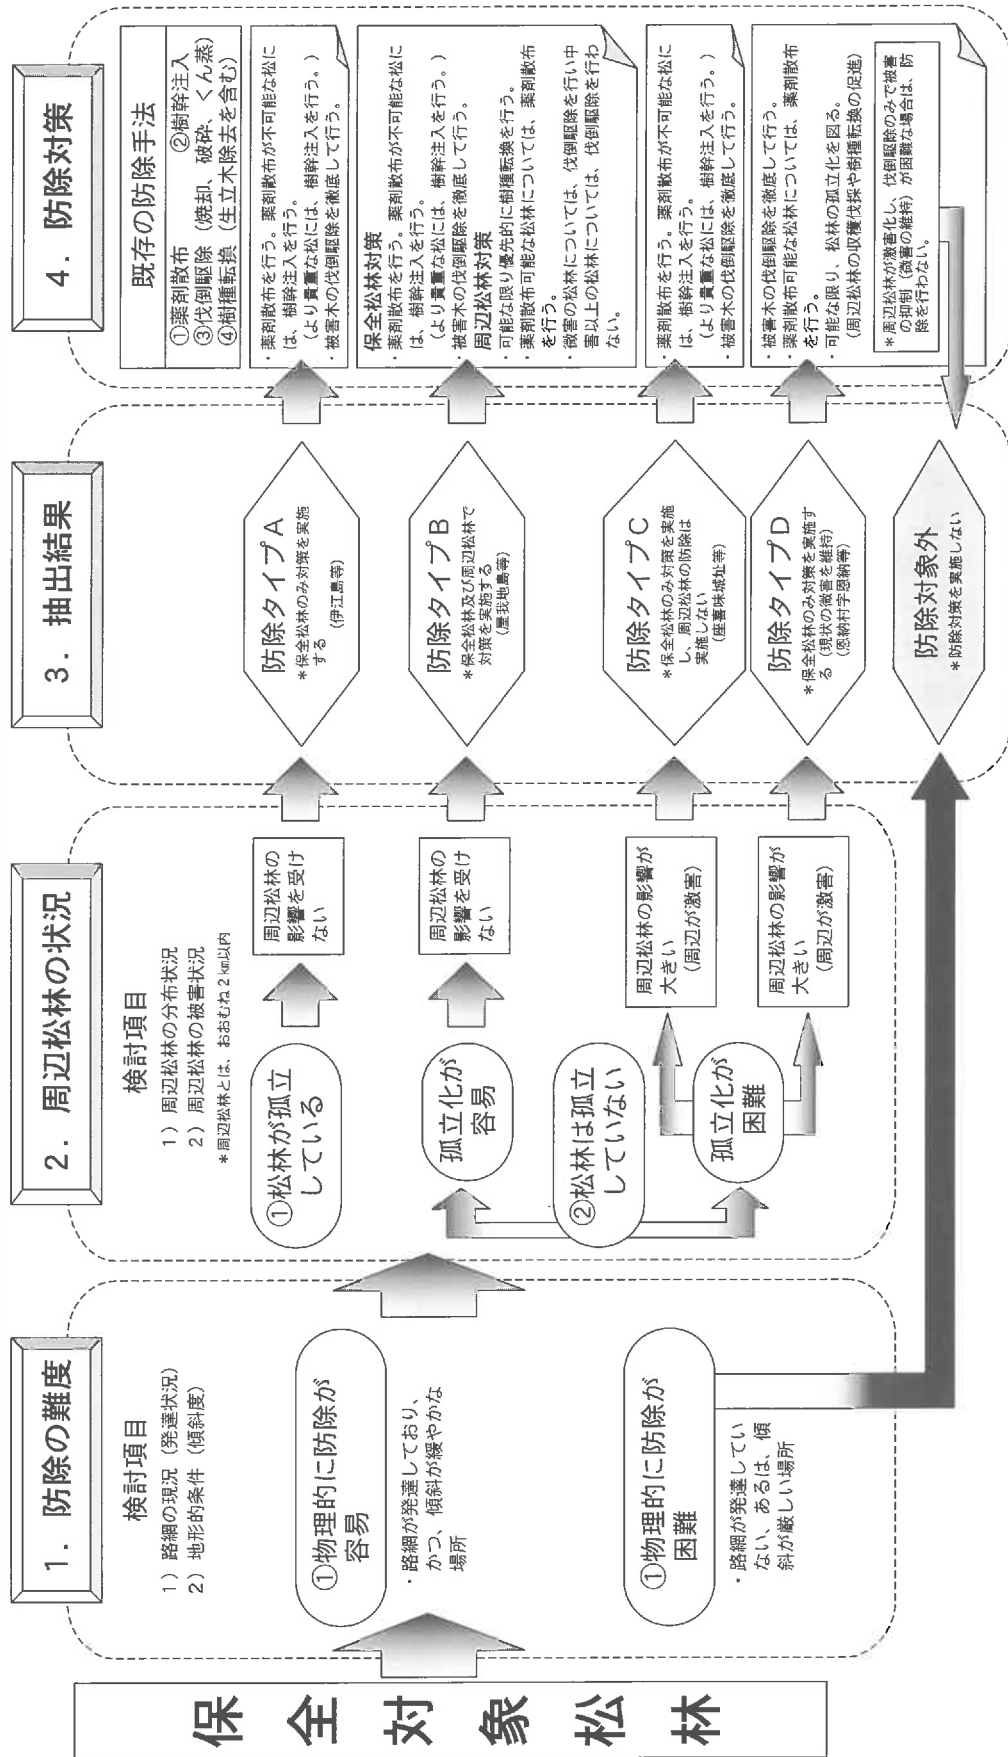 保全対象松林
1．防除の難度
検討項目
1）路網の現況（発達状況）
2）地形的条件（傾斜度）
①物理的に防除が
容易
・路網が発達しており、
かつ、傾斜が緩やかな
場所
①物理的に防除が
困難
・路網が発達してい
ない、あるは、傾
斜が厳しい場所
2．周辺松林の状況
検討項目
1）周辺松林の分布状況
2）周辺松林の被害状況
＊周辺松林とは、おおむね2㎞以内
①松林が孤立
している
周辺松林の
影響を受け
ない
孤立化が
容易
周辺松林の
影響を受け
ない
②松林は孤立
していない
孤立化が
困難
周辺松林の影響が
大きい
（周辺が激害）
周辺松林の影響が
大きい
（周辺が激害）
3．抽出結果
防除タイプA
＊保全松林のみ対策を実施
する
（伊江島等）
防除タイプB
＊保全松林及び周辺松林で
対策を実施する
（屋我地島等）
防除タイプC
＊保全松林のみ対策を実施
し、周辺松林の防除は
実施しない
（座喜味城址等）
防除タイプD
＊保全松林のみ対策を実施す
る（現状の微害を維持）
（恩納村字恩納等）
防除対象外
＊防除対策を実施しない
4．防除対策
既存の防除手法
①薬剤散布 ②樹幹注入
③伐倒駆除（焼却、破砕、くん蒸）
④樹種転換（生立木除去を含む）
・薬剤散布を行う。薬剤散布が不可能な松に
は、樹幹注入を行う。
（より貴重な松には、樹幹注入を行う。）
・被害木の伐倒駆除を徹底して行う。
保全松林対策
・薬剤散布を行う。薬剤散布が不可能な松に
は、樹幹注入を行う。
（より貴重な松には、樹幹注入を行う。）
・被害木の伐倒駆除を徹底して行う。
周辺松林対策
・可能な限り優先的に樹種転換を行う。
・薬剤散布可能な松林については、薬剤散布
を行う。
・微害の松林については、伐倒駆除を行い中
害以上の松林については、伐倒駆除を行わ
ない。
・薬剤散布を行う。薬剤散布が不可能な松に
は、樹幹注入を行う。
（より貴重な松には、樹幹注入を行う。）
・被害木の伐倒駆除を徹底して行う。
・被害木の伐倒駆除を徹底して行う。
・薬剤散布可能な松林については、薬剤散布
を行う。
・可能な限り、松林の孤立化を図る。
（周辺松林の収穫伐採や樹種転換の促進）
＊周辺松林が激害化し、伐倒駆除のみで被害
の抑制（微害の維持）が困難な場合は、防
除を行わない。